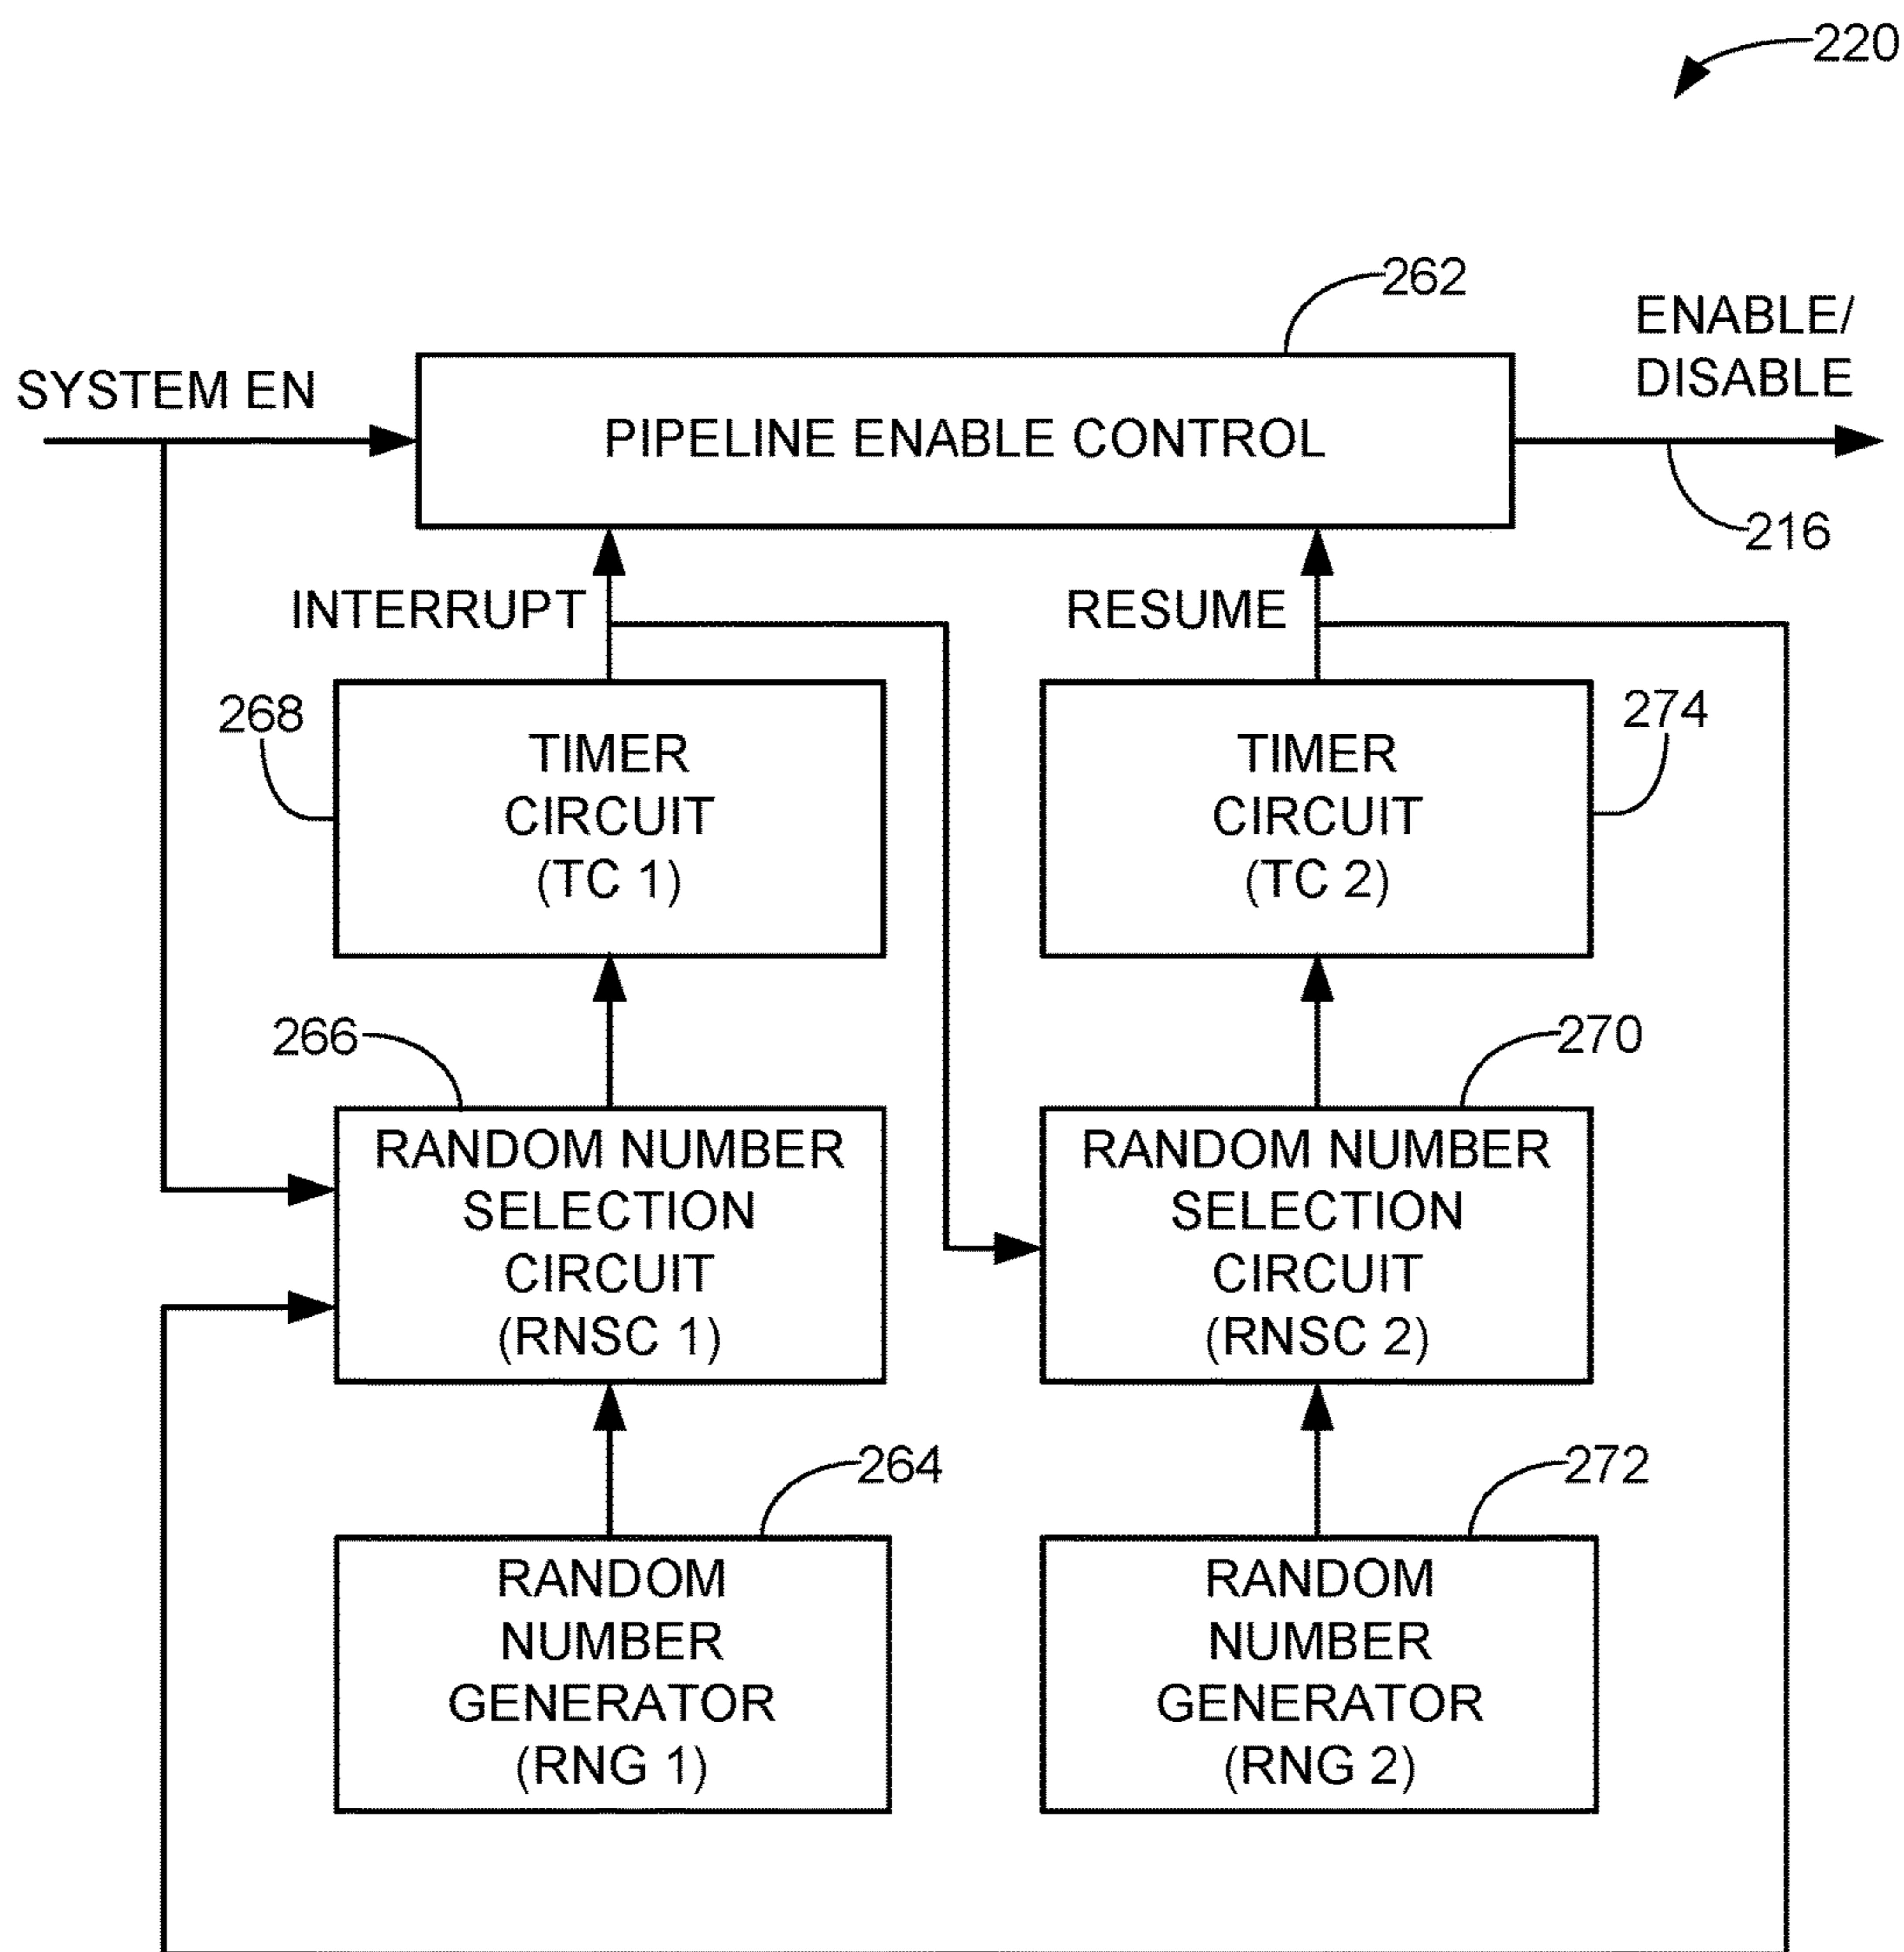 220
262
ENABLE/
DISABLE
SYSTEM EN
PIPELINE ENABLE CONTROL
216
INTERRUPT
RESUME
268
TIMER
CIRCUIT
(TC 1)
TIMER
CIRCUIT
(TC 2)
274
266
RANDOM NUMBER
SELECTION
CIRCUIT
(RNSC 1)
270
RANDOM NUMBER
SELECTION
CIRCUIT
(RNSC 2)
264
RANDOM
NUMBER
GENERATOR
(RNG 1)
272
RANDOM
NUMBER
GENERATOR
(RNG 2)